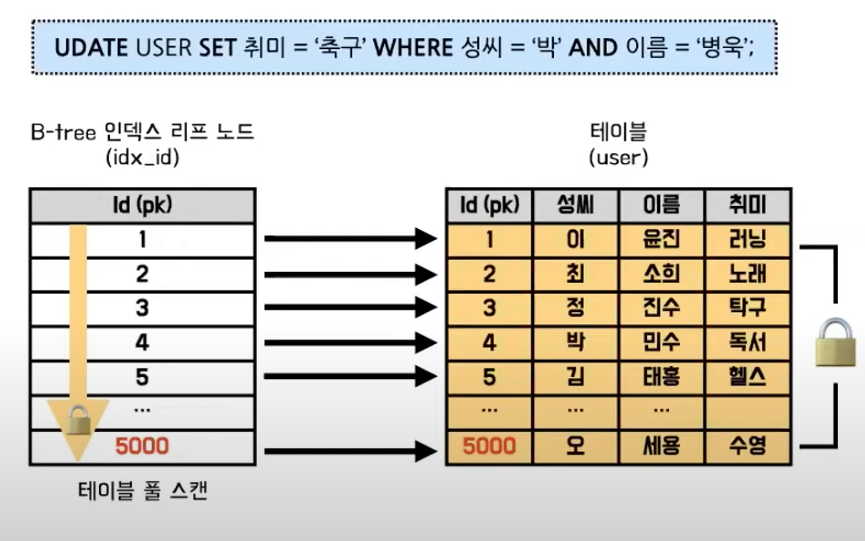 UDATE USER SET 취미 = ‘축구’ WHERE 성씨 = ‘박’ AND 이름 = ‘병욱’;
B-tree 인덱스 리프 노드
(idx_id)
테이블
(user)
Id (pk)
Id (pk) 성씨 이름 취미
1
1 이 윤진 러닝
2
2 최 소희 노래
3
3 정 진수 탁구
4
4 박 민수 독서
5
5 김 태홍 헬스
...
... ... ...
5000
5000 오 세용 수영
테이블 풀 스캔